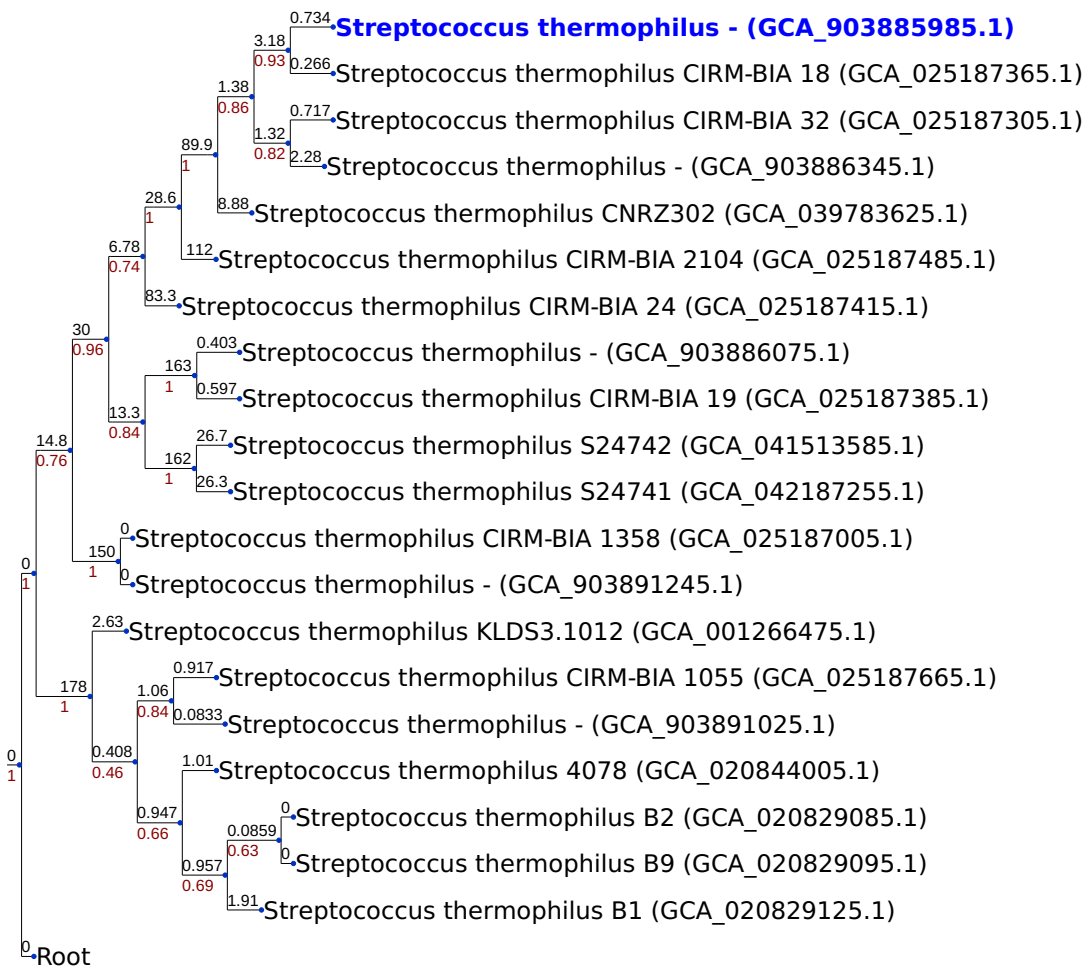 0.734
Streptococcus thermophilus - (GCA_903885985.1)
3.18
0.93
0.266
Streptococcus thermophilus CIRM-BIA 18 (GCA_025187365.1)
1.38
0.86
0.717
Streptococcus thermophilus CIRM-BIA 32 (GCA_025187305.1)
1.32
0.82
2.28
Streptococcus thermophilus - (GCA_903886345.1)
89.9
1
8.88
Streptococcus thermophilus CNRZ302 (GCA_039783625.1)
28.6
1
112
Streptococcus thermophilus CIRM-BIA 2104 (GCA_025187485.1)
6.78
0.74
83.3
Streptococcus thermophilus CIRM-BIA 24 (GCA_025187415.1)
30
0.96
0.403
Streptococcus thermophilus - (GCA_903886075.1)
163
1
0.597
Streptococcus thermophilus CIRM-BIA 19 (GCA_025187385.1)
13.3
0.84
26.7
Streptococcus thermophilus S24742 (GCA_041513585.1)
162
1
26.3
Streptococcus thermophilus S24741 (GCA_042187255.1)
14.8
0.76
0
Streptococcus thermophilus CIRM-BIA 1358 (GCA_025187005.1)
150
1
0
Streptococcus thermophilus - (GCA_903891245.1)
0
1
2.63
Streptococcus thermophilus KLDS3.1012 (GCA_001266475.1)
178
1
0.917
Streptococcus thermophilus CIRM-BIA 1055 (GCA_025187665.1)
1.06
0.84
0.0833
Streptococcus thermophilus - (GCA_903891025.1)
0.408
0.46
1.01
Streptococcus thermophilus 4078 (GCA_020844005.1)
0.947
0.66
0
Streptococcus thermophilus B2 (GCA_020829085.1)
0.0859
0.63
0
Streptococcus thermophilus B9 (GCA_020829095.1)
0.957
0.69
1.91
Streptococcus thermophilus B1 (GCA_020829125.1)
0
1
0
Root